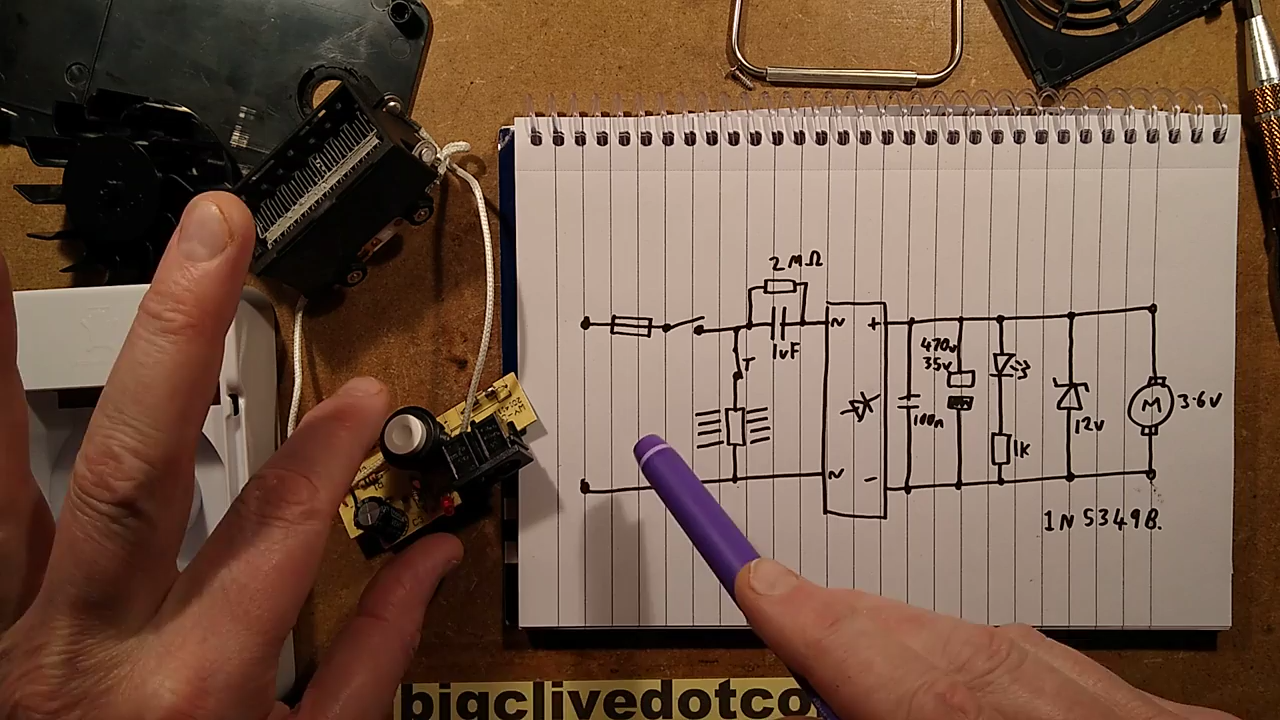 2MΩ
1uF
T
~
+
~
-
470u
35v
100n
1K
12v
M
3.6v
1N5349B.
bigclivedotco